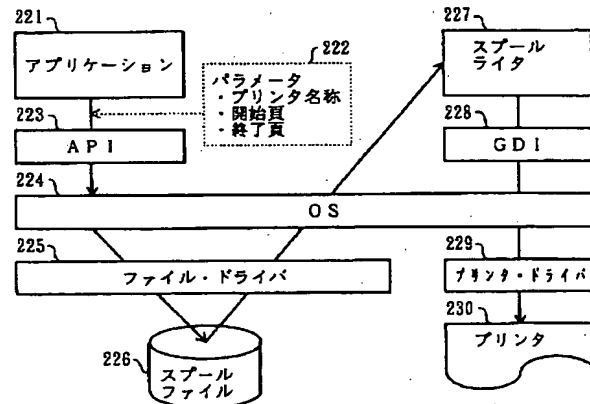 221
アプリケーション
222
パラメータ
・プリンタ名称
・開始頁
・終了頁
223
API
224
OS
225
ファイル・ドライバ
226
スプール
ファイル
227
スプール
ライタ
228
GDI
229
プリンタ・ドライバ
230
プリンタ